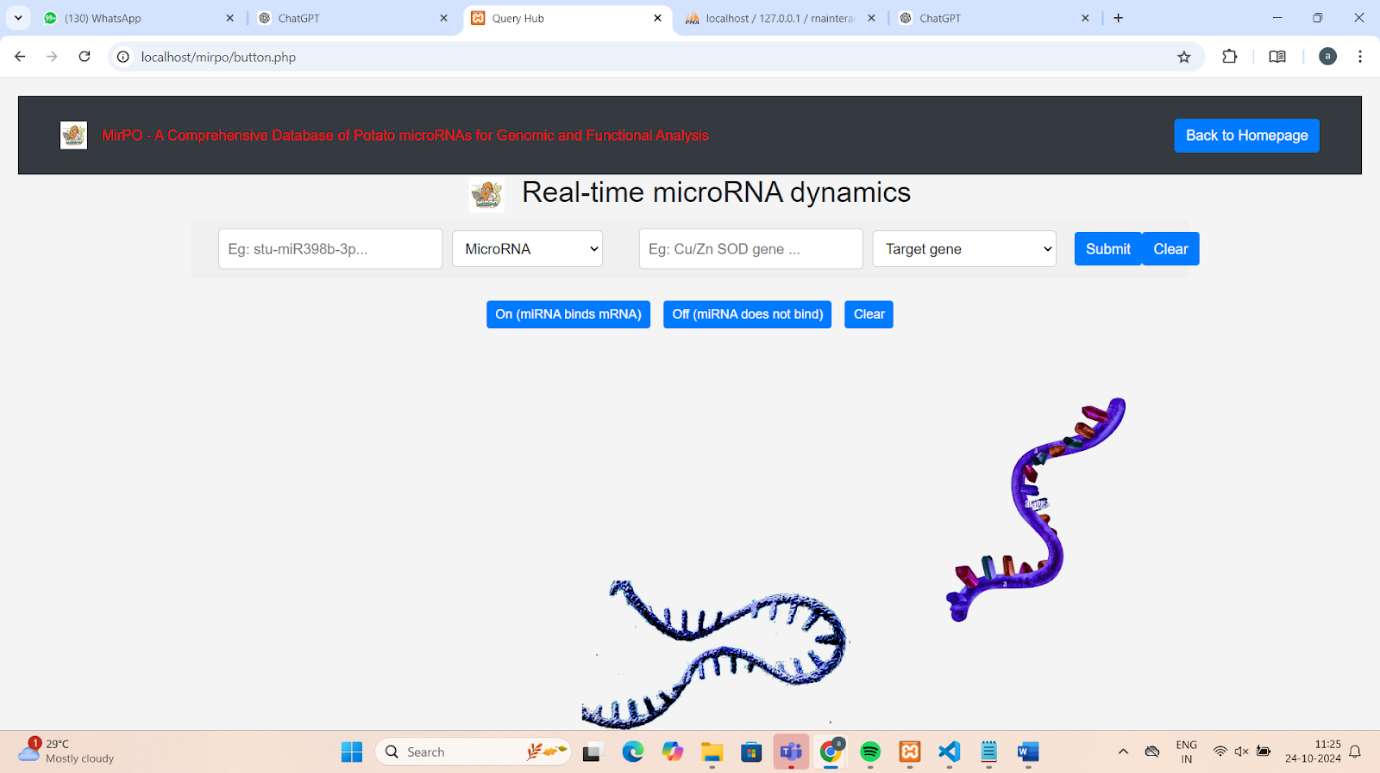 (130) WhatsApp
ChatGPT
Query Hub
localhost / 127.0.0.1 / rnaintera
ChatGPT
localhost/mirpo/button.php
a
MirPO - A Comprehensive Database of Potato microRNAs for Genomic and Functional Analysis
Back to Homepage
Real-time microRNA dynamics
Eg: stu-miR398b-3p...
MicroRNA
Eg: Cu/Zn SOD gene ...
Target gene
Submit
Clear
On (miRNA binds mRNA)
Off (miRNA does not bind)
Clear
1
29°C
Mostly cloudy
Search
ENG
IN
11:25
24-10-2024